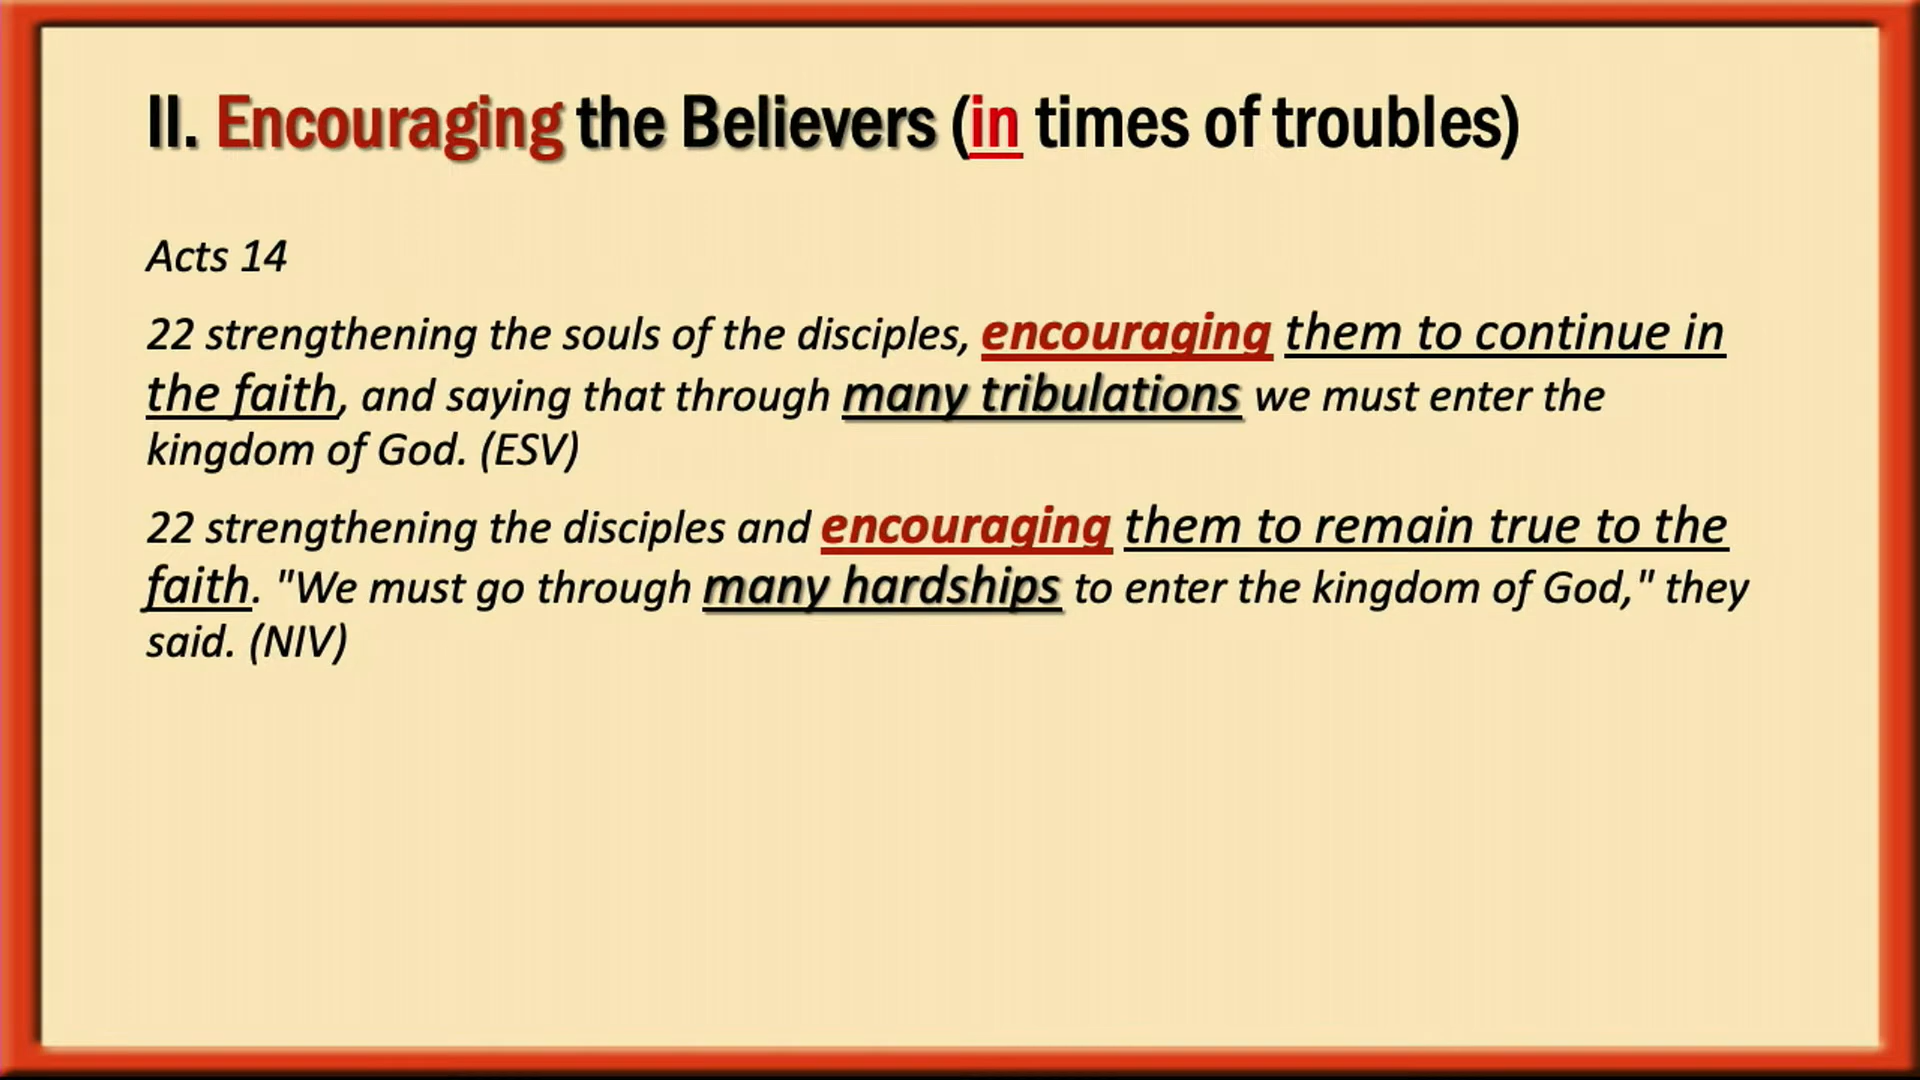 II. Encouraging the Believers (in times of troubles)
Acts 14
22 strengthening the souls of the disciples, encouraging them to continue in
the faith, and saying that through many tribulations we must enter the
kingdom of God. (ESV)
22 strengthening the disciples and encouraging them to remain true to the
faith. "We must go through many hardships to enter the kingdom of God," they
said. (NIV)